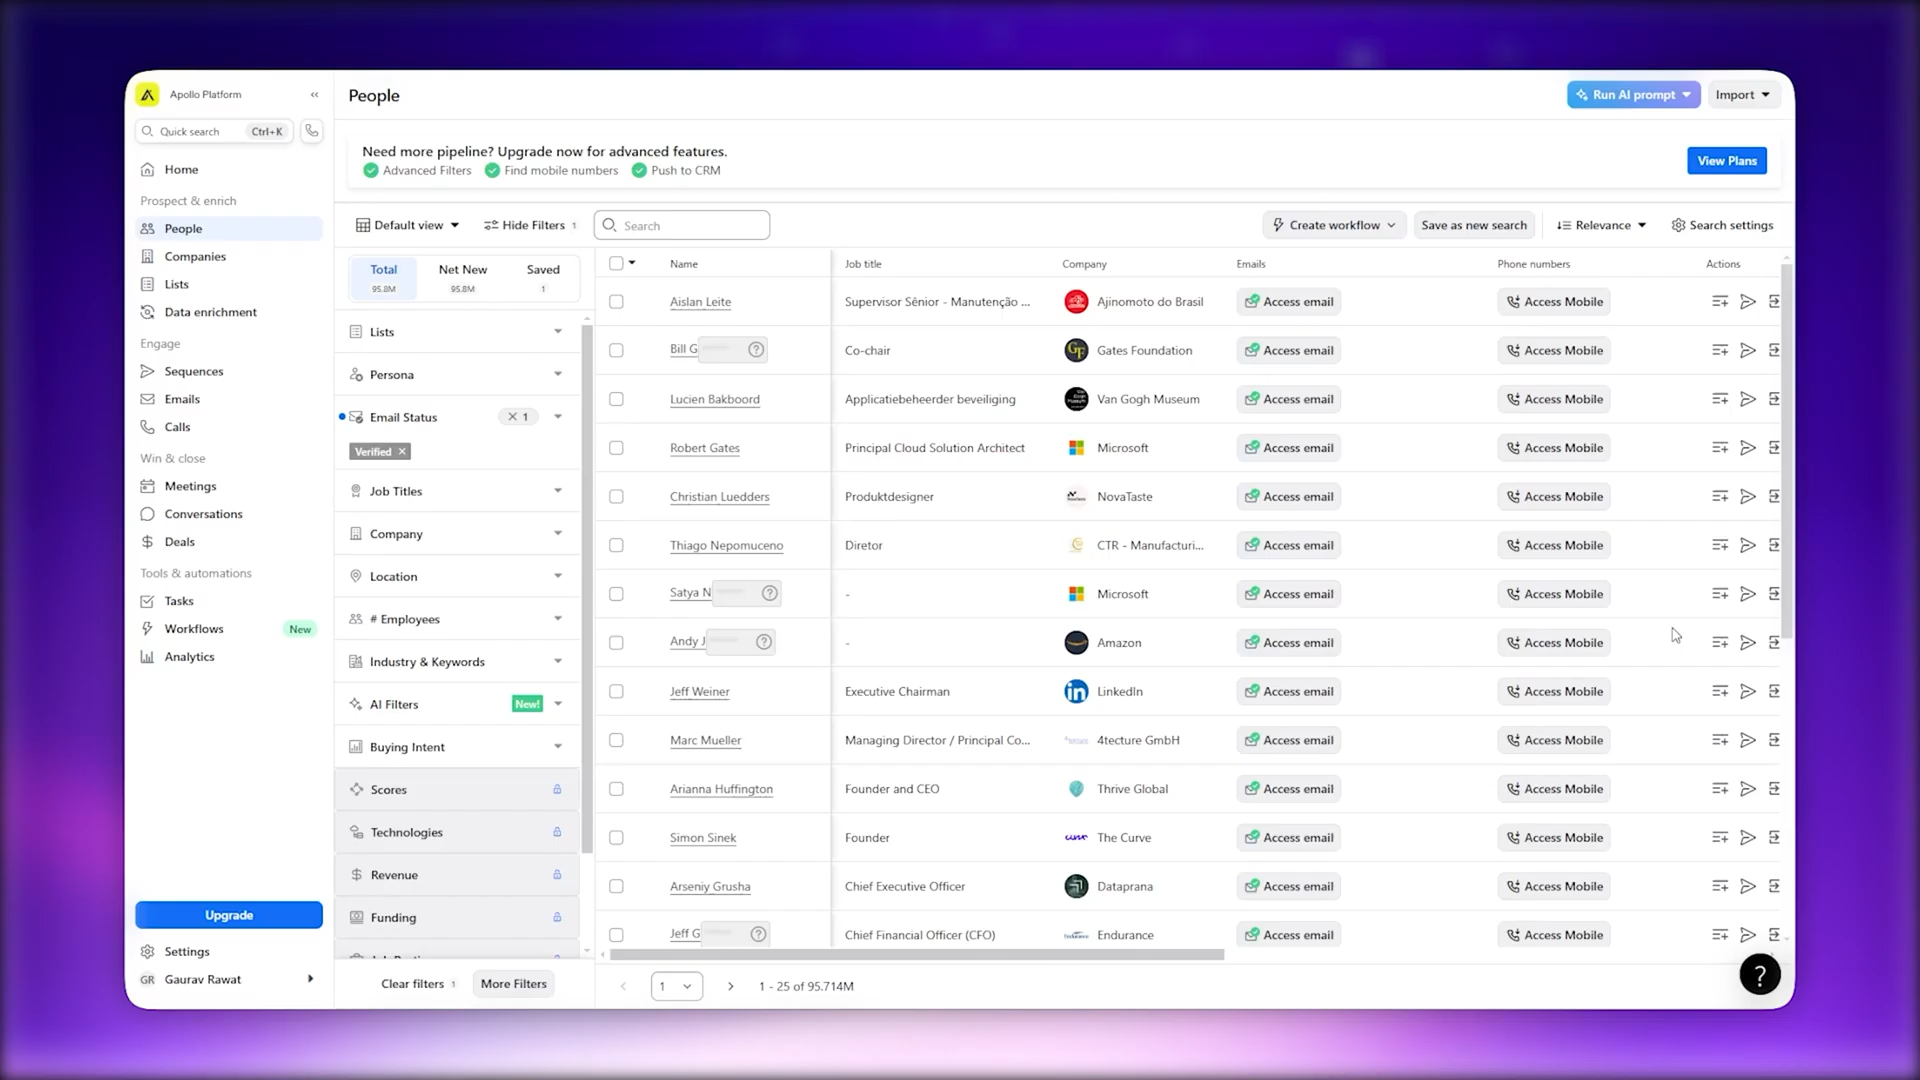 Apollo Platform
Quick search Ctrl+K
Home
Prospect & enrich
People
Companies
Lists
Data enrichment
Engage
Sequences
Emails
Calls
Win & close
Meetings
Conversations
Deals
Tools & automations
Tasks
Workflows New
Analytics
Upgrade
Settings
GR Gaurav Rawat
People
Run AI prompt
Import
Need more pipeline? Upgrade now for advanced features.
Advanced Filters Find mobile numbers Push to CRM
View Plans
Default view Hide Filters 1 Search
Create workflow Save as new search Relevance Search settings
Total Net New Saved
95.8M 95.8M 1
Lists
Persona
Email Status × 1
Verified ×
Job Titles
Company
Location
# Employees
Industry & Keywords
AI Filters New!
Buying Intent
Scores
Technologies
Revenue
Funding
Clear filters 1 More Filters
Name Job title Company Emails Phone numbers Actions
Aislan Leite Supervisor Sênior - Manutenção ... Ajinomoto do Brasil Access email Access Mobile
Bill G ? Co-chair GF Gates Foundation Access email Access Mobile
Lucien Bakboord Applicatiebeheerder beveiliging Van Gogh Museum Access email Access Mobile
Robert Gates Principal Cloud Solution Architect Microsoft Access email Access Mobile
Christian Luedders Produktdesigner NovaTaste Access email Access Mobile
Thiago Nepomuceno Diretor CTR - Manufacturi... Access email Access Mobile
Satya N ? - Microsoft Access email Access Mobile
Andy J ? - Amazon Access email Access Mobile
Jeff Weiner Executive Chairman in LinkedIn Access email Access Mobile
Marc Mueller Managing Director / Principal Co... 4tecture GmbH Access email Access Mobile
Arianna Huffington Founder and CEO Thrive Global Access email Access Mobile
Simon Sinek Founder The Curve Access email Access Mobile
Arseniy Grusha Chief Executive Officer Dataprana Access email Access Mobile
Jeff G ? Chief Financial Officer (CFO) Endurance Access email Access Mobile
1 1 - 25 of 95.714M
?